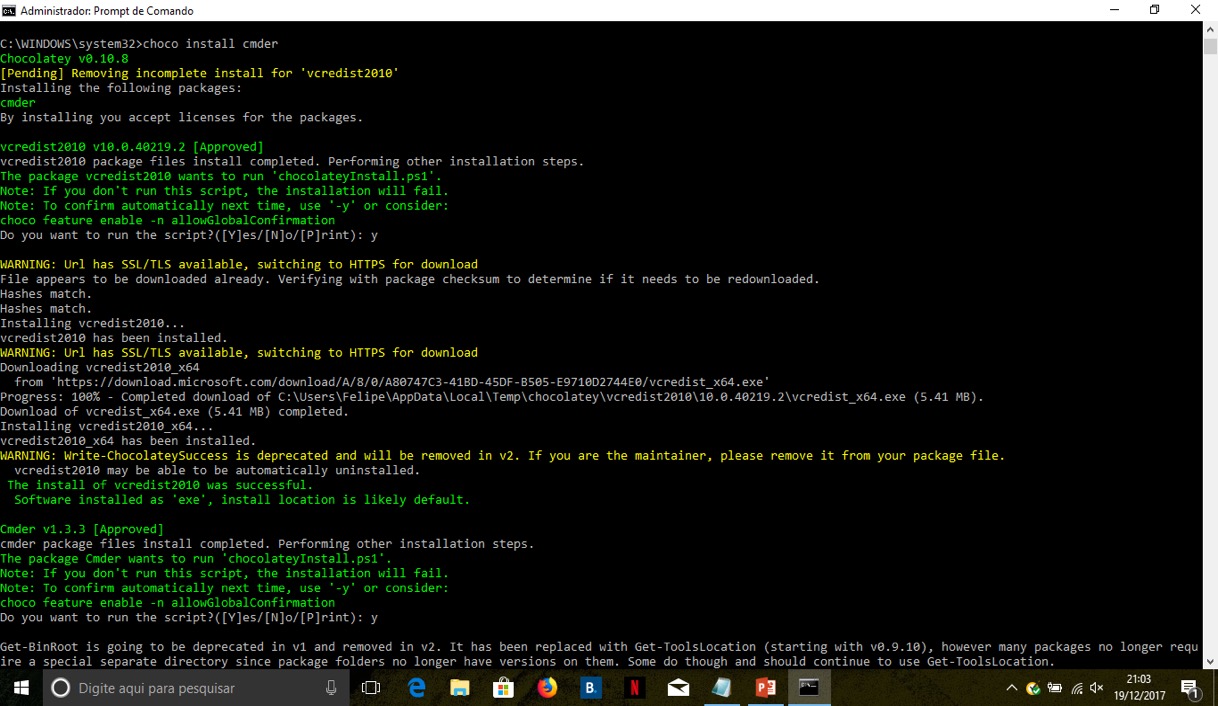 Administrador: Prompt de Comando
C:\WINDOWS\system32>choco install cmder
Chocolatey v0.10.8
[Pending] Removing incomplete install for 'vcredist2010'
Installing the following packages:
cmder
By installing you accept licenses for the packages.
vcredist2010 v10.0.40219.2 [Approved]
vcredist2010 package files install completed. Performing other installation steps.
The package vcredist2010 wants to run 'chocolateyInstall.ps1'.
Note: If you don't run this script, the installation will fail.
Note: To confirm automatically next time, use '-y' or consider:
choco feature enable -n allowGlobalConfirmation
Do you want to run the script?([Y]es/[N]o/[P]rint): y
WARNING: Url has SSL/TLS available, switching to HTTPS for download
File appears to be downloaded already. Verifying with package checksum to determine if it needs to be redownloaded.
Hashes match.
Hashes match.
Installing vcredist2010...
vcredist2010 has been installed.
WARNING: Url has SSL/TLS available, switching to HTTPS for download
Downloading vcredist2010_x64
  from 'https://download.microsoft.com/download/A/8/0/A80747C3-41BD-45DF-B505-E9710D2744E0/vcredist_x64.exe'
Progress: 100% - Completed download of C:\Users\Felipe\AppData\Local\Temp\chocolatey\vcredist2010\10.0.40219.2\vcredist_x64.exe (5.41 MB).
Download of vcredist_x64.exe (5.41 MB) completed.
Installing vcredist2010_x64...
vcredist2010_x64 has been installed.
WARNING: Write-ChocolateySuccess is deprecated and will be removed in v2. If you are the maintainer, please remove it from your package file.
  vcredist2010 may be able to be automatically uninstalled.
 The install of vcredist2010 was successful.
  Software installed as 'exe', install location is likely default.
Cmder v1.3.3 [Approved]
cmder package files install completed. Performing other installation steps.
The package Cmder wants to run 'chocolateyInstall.ps1'.
Note: If you don't run this script, the installation will fail.
Note: To confirm automatically next time, use '-y' or consider:
choco feature enable -n allowGlobalConfirmation
Do you want to run the script?([Y]es/[N]o/[P]rint): y
Get-BinRoot is going to be deprecated in v1 and removed in v2. It has been replaced with Get-ToolsLocation (starting with v0.9.10), however many packages no longer requ
ire a special separate directory since package folders no longer have versions on them. Some do though and should continue to use Get-ToolsLocation.
Digite aqui para pesquisar
B.
N
21:03
19/12/2017
1